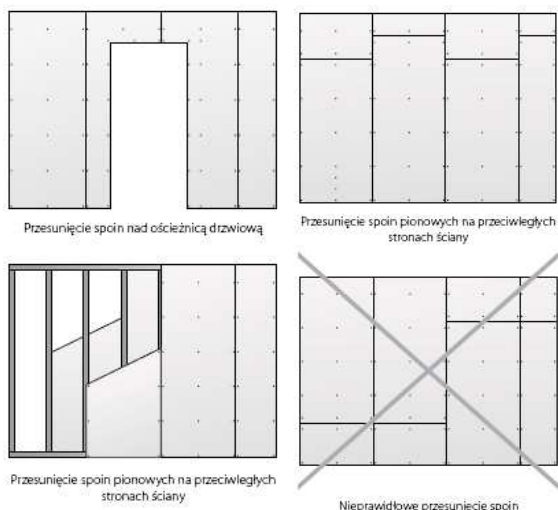 Przesunięcie spoin nad ościeżnicą drzwiową
Przesunięcie spoin pionowych na przeciwległych
stronach ściany
Przesunięcie spoin pionowych na przeciwległych
stronach ściany
Nieprawidłowe przesunięcie spoin